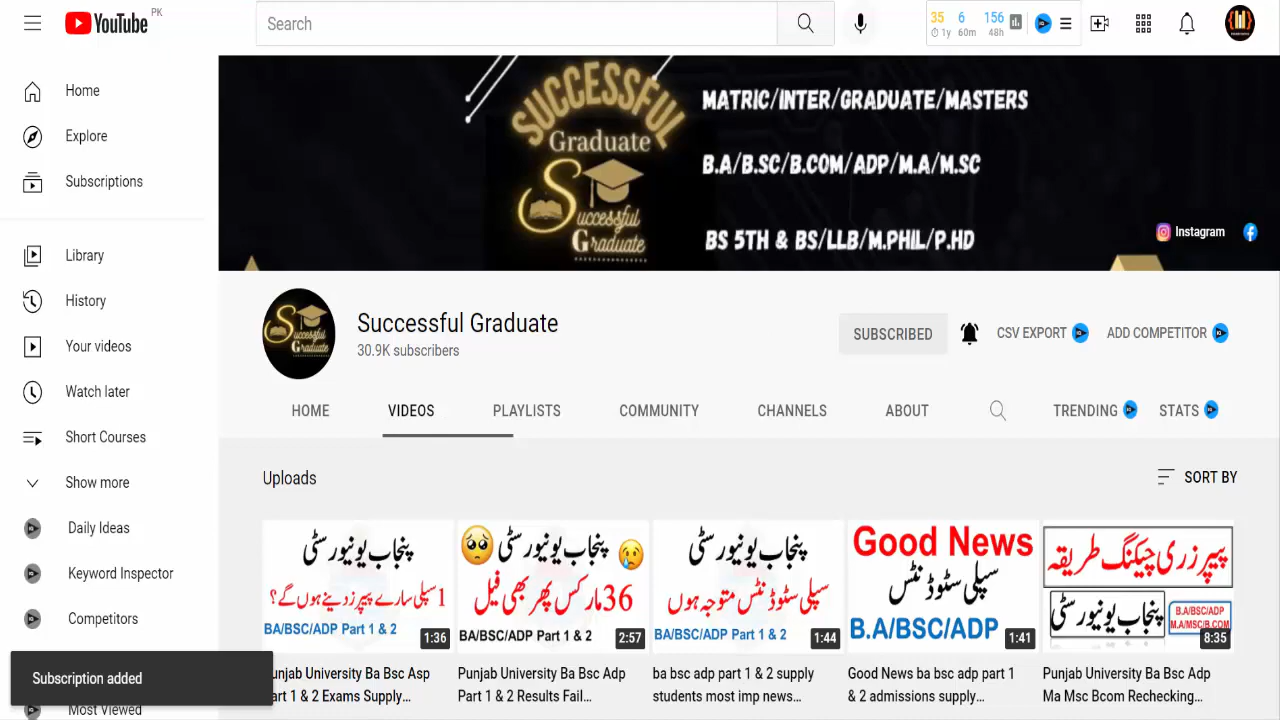 YouTube PK
Search
35 6 156
1y 60m 48h
Home
Explore
Subscriptions
Library
History
Your videos
Watch later
Short Courses
Show more
Daily Ideas
Keyword Inspector
Competitors
Most Viewed
Subscription added
SUCCESSFUL
Graduate
Successful
Graduate
MATRIC/INTER/GRADUATE/MASTERS
B.A/B.SC/B.COM/ADP/M.A/M.SC
BS 5TH & BS/LLB/M.PHIL/P.HD
Instagram
Successful
Graduate
Successful Graduate
30.9K subscribers
SUBSCRIBED
CSV EXPORT
ADD COMPETITOR
HOME
VIDEOS
PLAYLISTS
COMMUNITY
CHANNELS
ABOUT
TRENDING
STATS
Uploads
SORT BY
پنجاب یونیورسٹی
1 سپلی سارے پیپرز دینے ہوں گے؟
BA/BSC/ADP Part 1 & 2
1:36
unjab University Ba Bsc Asp
art 1 & 2 Exams Supply...
پنجاب یونیورسٹی
36 مارکس پھر بھی فیل
BA/BSC/ADP Part 1 & 2
2:57
Punjab University Ba Bsc Adp
Part 1 & 2 Results Fail...
پنجاب یونیورسٹی
سپلی سٹوڈنٹس متوجہ ہوں
BA/BSC/ADP Part 1 & 2
1:44
ba bsc adp part 1 & 2 supply
students most imp news...
Good News
سپلی سٹوڈنٹس
B.A/BSC/ADP
1:41
Good News ba bsc adp part 1
& 2 admissions supply...
پیپرز ری چیکنگ طریقہ
پنجاب یونیورسٹی
B.A/BSC/ADP
M.A/MSC/B.COM
8:35
Punjab University Ba Bsc Adp
Ma Msc Bcom Rechecking...